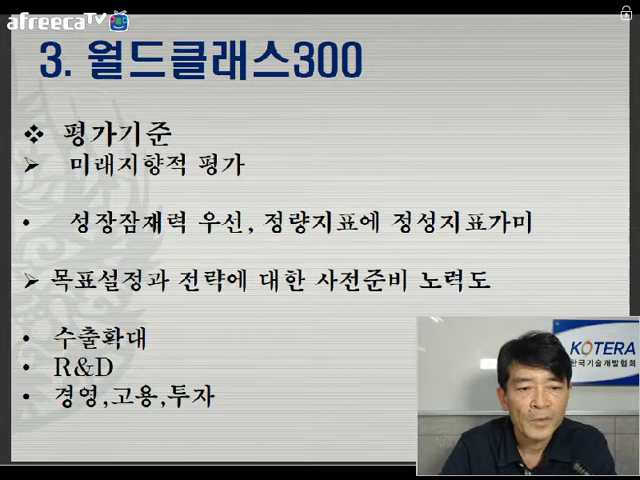 afreecaTV
3. 월드클래스300
❖ 평가기준
➢ 미래지향적 평가
• 성장잠재력 우선, 정량지표에 정성지표가미
➢ 목표설정과 전략에 대한 사전준비 노력도
• 수출확대
• R&D
• 경영,고용,투자
KOTERA
한국기술개발협회